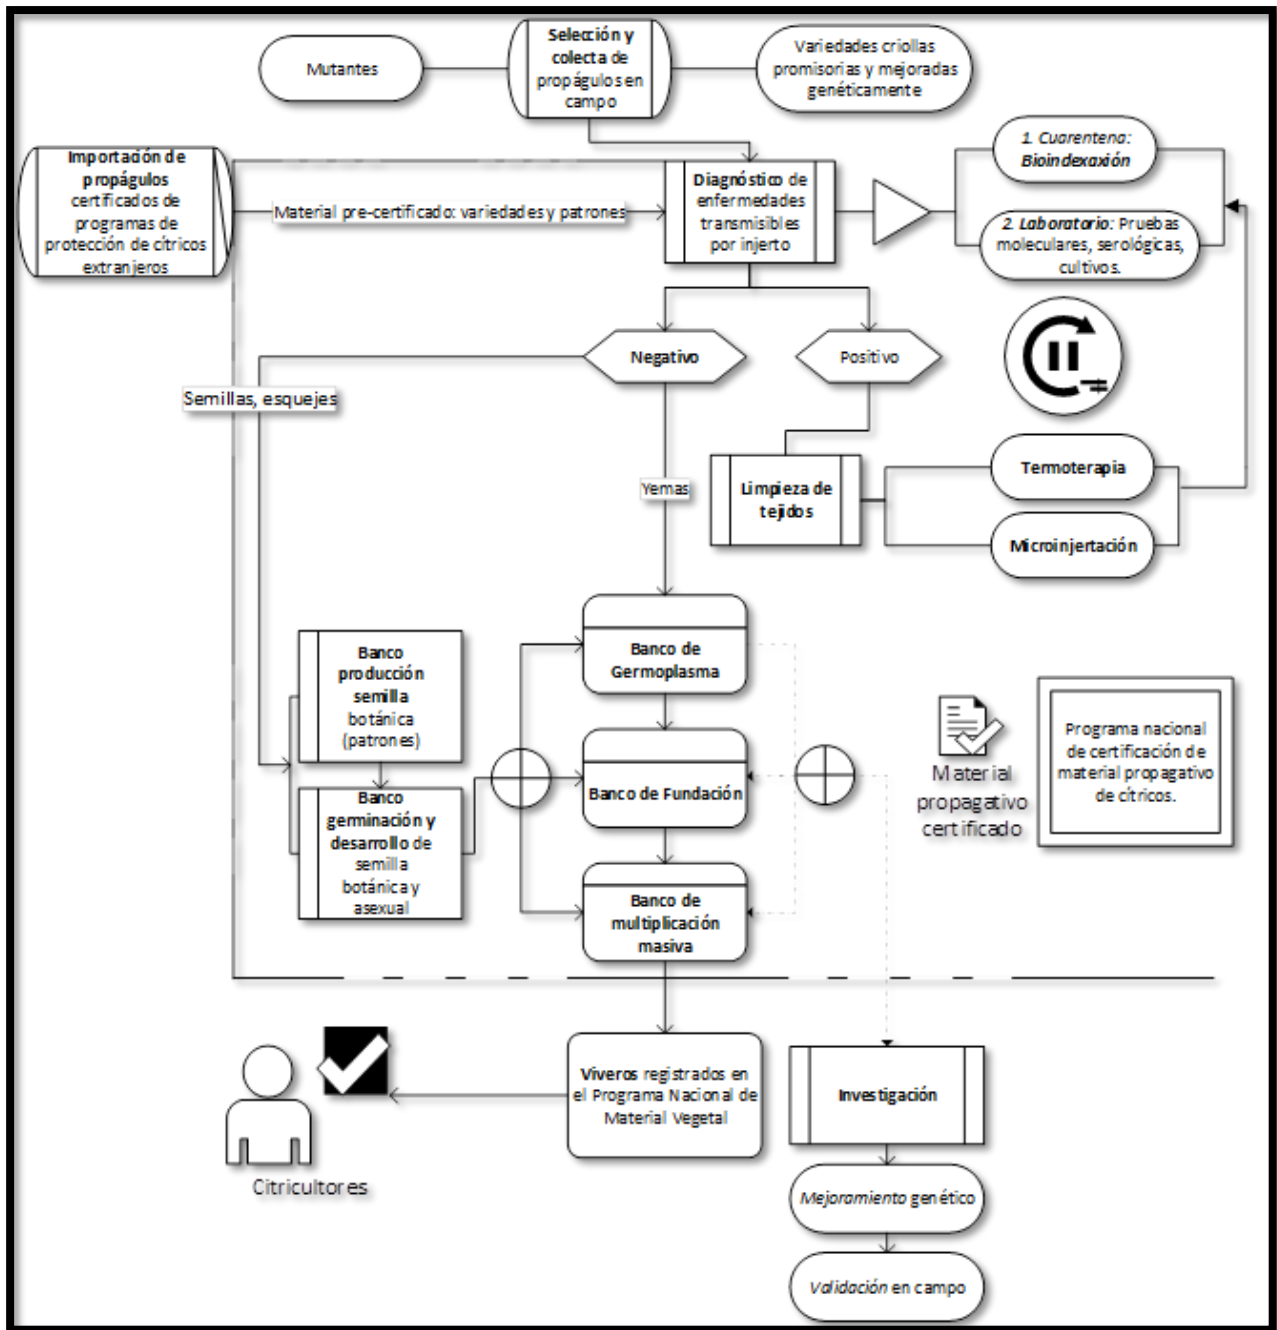 Mutantes
Selección y
colecta de
propágulos en
campo
Variedades criollas
promisorias y mejoradas
genéticamente
Importación de
propágulos
certificados de
programas de
protección de cítricos
extranjeros
Material pre-certificado: variedades y patrones
Diagnóstico de
enfermedades
transmisibles
por injerto
1. Cuarentena:
Bioindexaxión
2. Laboratorio: Pruebas
moleculares, serológicas,
cultivos.
Negativo
Positivo
Semillas, esquejes
Yemas
Limpieza de
tejidos
Termoterapia
Microinjertación
Banco
producción
semilla
botánica
(patrones)
Banco
germinación y
desarrollo de
semilla
botánica y
asexual
Banco de
Germoplasma
Banco de Fundación
Banco de
multiplicación
masiva
Material
propagativo
certificado
Programa nacional
de certificación de
material propagativo
de cítricos.
Citricultores
Viveros registrados en
el Programa Nacional de
Material Vegetal
Investigación
Mejoramiento genético
Validación en campo